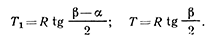 T₁ = R tg (β−α)/2;   T = R tg β/2.